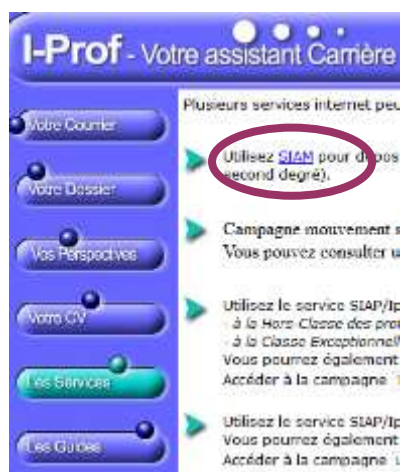 I-Prof - Votre assistant Carrière
Votre Courrier
Votre Dossier
Vos Perspectives
Votre CV
Les Services
Les Guides
Plusieurs services internet peu
Utilisez SIAM pour dépos
second degré).
Campagne mouvement s
Vous pouvez consulter u
Utilisez le service SIAP/Ip
- à la Hors-Classe des pro
- à la Classe Exceptionnell
Vous pourrez également
Accéder à la campagne
Utilisez le service SIAP/Ip
Vous pourrez également
Accéder à la campagne